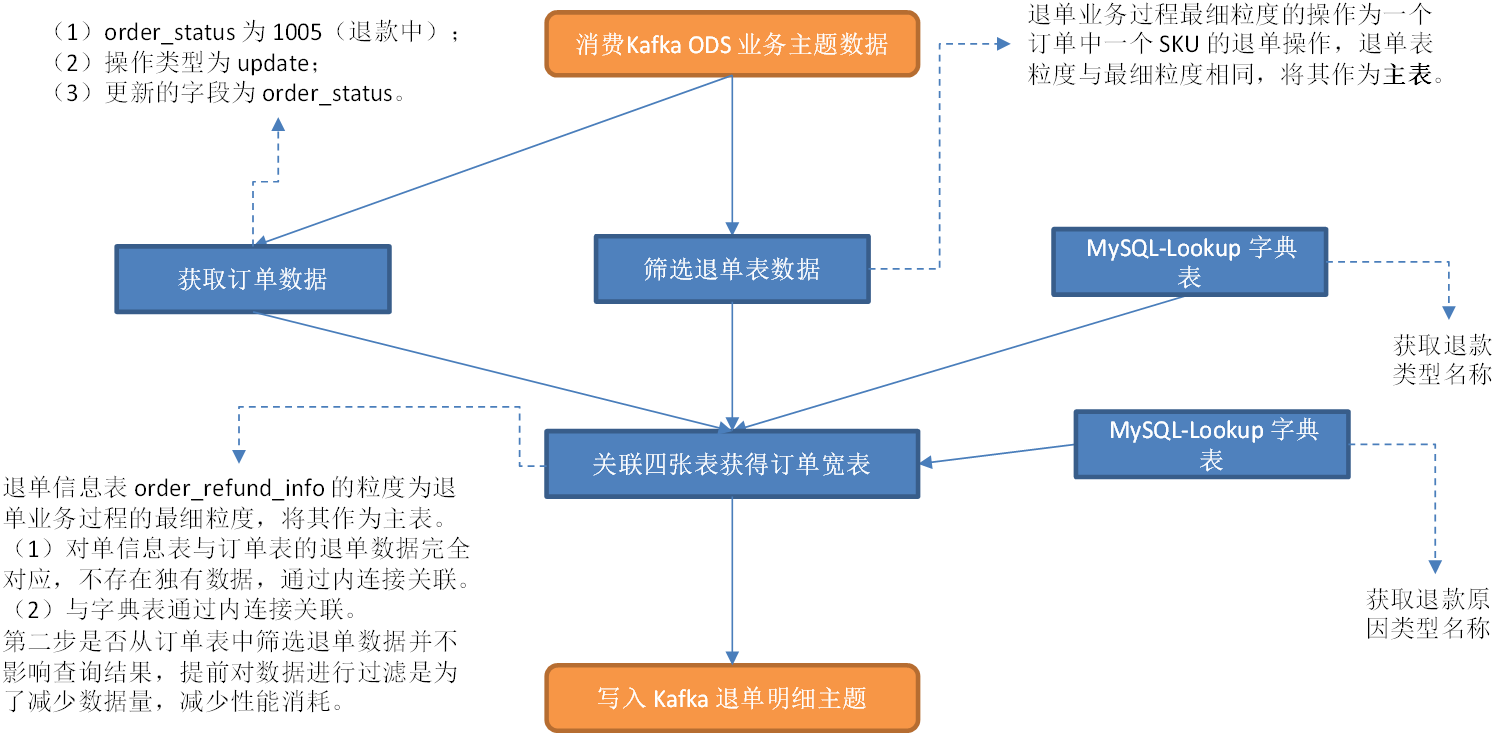 （1）order_status 为 1005（退款中）；
（2）操作类型为 update；
（3）更新的字段为 order_status。
消费Kafka ODS 业务主题数据
退单业务过程最细粒度的操作为一个
订单中一个 SKU 的退单操作，退单表
粒度与最细粒度相同，将其作为主表。
获取订单数据
筛选退单表数据
MySQL-Lookup 字典
表
获取退款
类型名称
关联四张表获得订单宽表
MySQL-Lookup 字典
表
获取退款原
因类型名称
退单信息表 order_refund_info 的粒度为退
单业务过程的最细粒度，将其作为主表。
（1）对单信息表与订单表的退单数据完全
对应，不存在独有数据，通过内连接关联。
（2）与字典表通过内连接关联。
第二步是否从订单表中筛选退单数据并不
影响查询结果，提前对数据进行过滤是为
了减少数据量，减少性能消耗。
写入 Kafka 退单明细主题